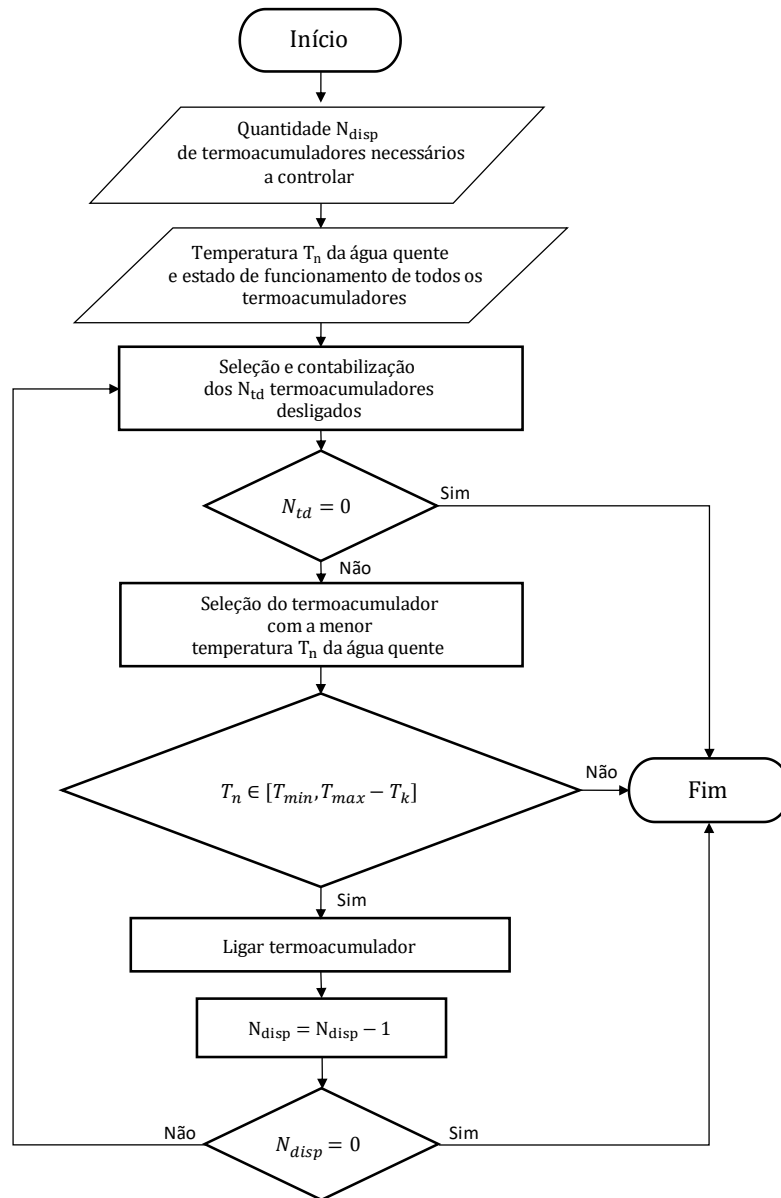 Início
Quantidade N_disp
de termoacumuladores necessários
a controlar
Temperatura T_n da água quente
e estado de funcionamento de todos os
termoacumuladores
Seleção e contabilização
dos N_td termoacumuladores
desligados
N_td = 0
Sim
Não
Seleção do termoacumulador
com a menor
temperatura T_n da água quente
T_n ∈ [T_min, T_max − T_k]
Não
Fim
Sim
Ligar termoacumulador
N_disp = N_disp − 1
Não
N_disp = 0
Sim